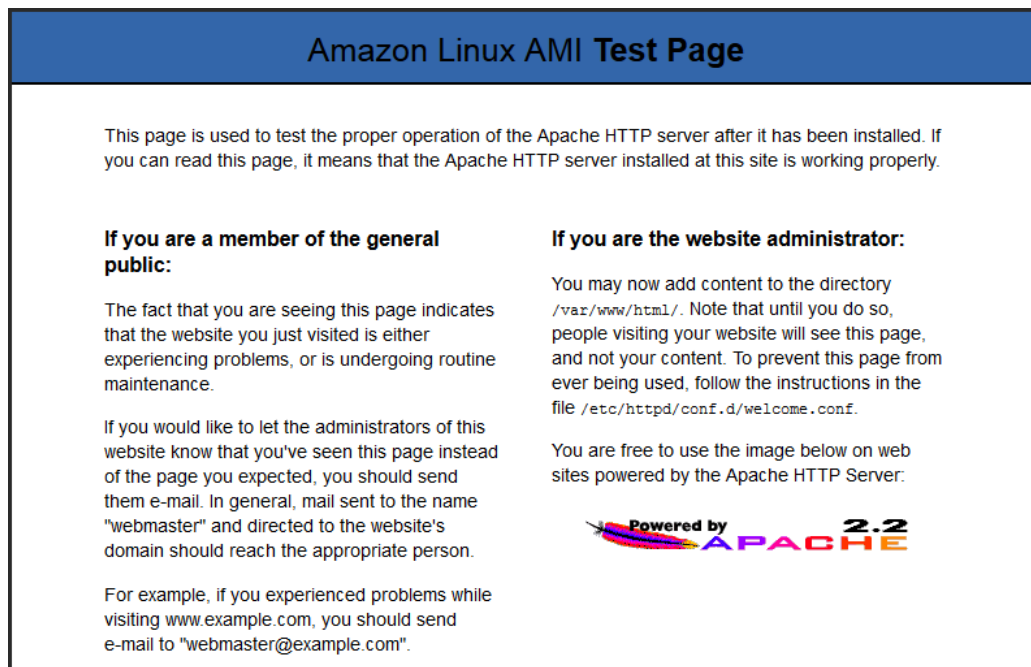 Amazon Linux AMI Test Page
This page is used to test the proper operation of the Apache HTTP server after it has been installed. If
you can read this page, it means that the Apache HTTP server installed at this site is working properly.
If you are a member of the general
public:
The fact that you are seeing this page indicates
that the website you just visited is either
experiencing problems, or is undergoing routine
maintenance.
If you would like to let the administrators of this
website know that you've seen this page instead
of the page you expected, you should send
them e-mail. In general, mail sent to the name
"webmaster" and directed to the website's
domain should reach the appropriate person.
For example, if you experienced problems while
visiting www.example.com, you should send
e-mail to "webmaster@example.com".
If you are the website administrator:
You may now add content to the directory
/var/www/html/. Note that until you do so,
people visiting your website will see this page,
and not your content. To prevent this page from
ever being used, follow the instructions in the
file /etc/httpd/conf.d/welcome.conf.
You are free to use the image below on web
sites powered by the Apache HTTP Server:
Powered by 2.2
APACHE